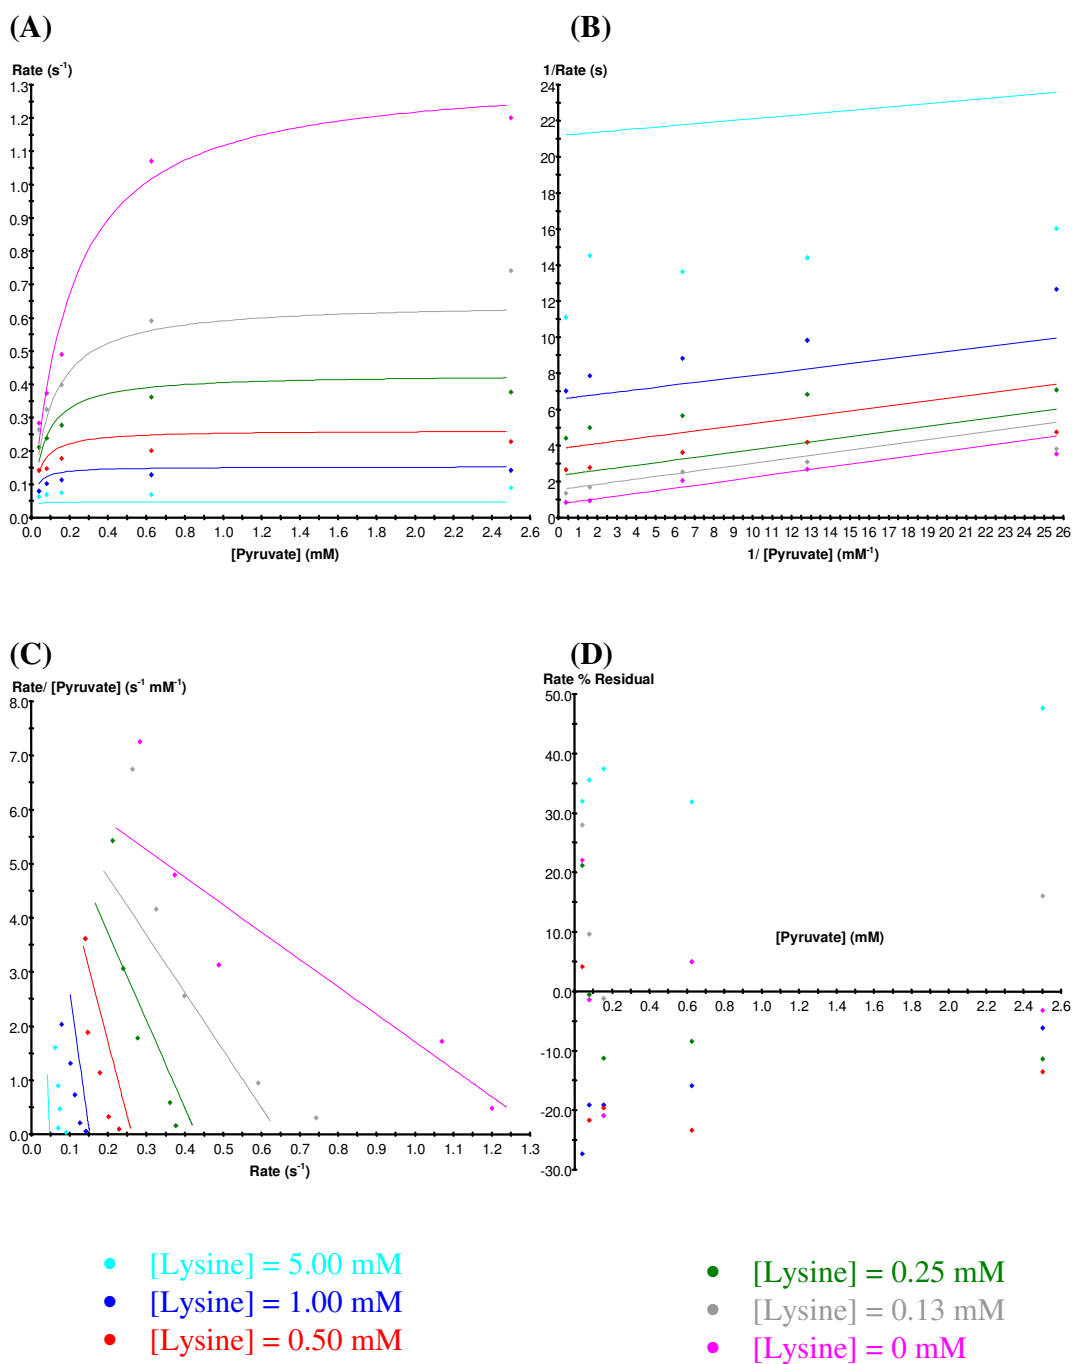 (A)
Rate (s⁻¹)
1.3
1.2
1.1
1.0
0.9
0.8
0.7
0.6
0.5
0.4
0.3
0.2
0.1
0.0
0.0 0.2 0.4 0.6 0.8 1.0 1.2 1.4 1.6 1.8 2.0 2.2 2.4 2.6
[Pyruvate] (mM)
(B)
1/Rate (s)
24
22
20
18
16
14
12
10
8
6
4
2
0
0 1 2 3 4 5 6 7 8 9 10 11 12 13 14 15 16 17 18 19 20 21 22 23 24 25 26
1/ [Pyruvate] (mM⁻¹)
(C)
Rate/ [Pyruvate] (s⁻¹ mM⁻¹)
8.0
7.0
6.0
5.0
4.0
3.0
2.0
1.0
0.0
0.0 0.1 0.2 0.3 0.4 0.5 0.6 0.7 0.8 0.9 1.0 1.1 1.2 1.3
Rate (s⁻¹)
(D)
Rate % Residual
50.0
40.0
30.0
20.0
10.0
0.0
-10.0
-20.0
-30.0
[Pyruvate] (mM)
0.2 0.4 0.6 0.8 1.0 1.2 1.4 1.6 1.8 2.0 2.2 2.4 2.6
[Lysine] = 5.00 mM
[Lysine] = 1.00 mM
[Lysine] = 0.50 mM
[Lysine] = 0.25 mM
[Lysine] = 0.13 mM
[Lysine] = 0 mM